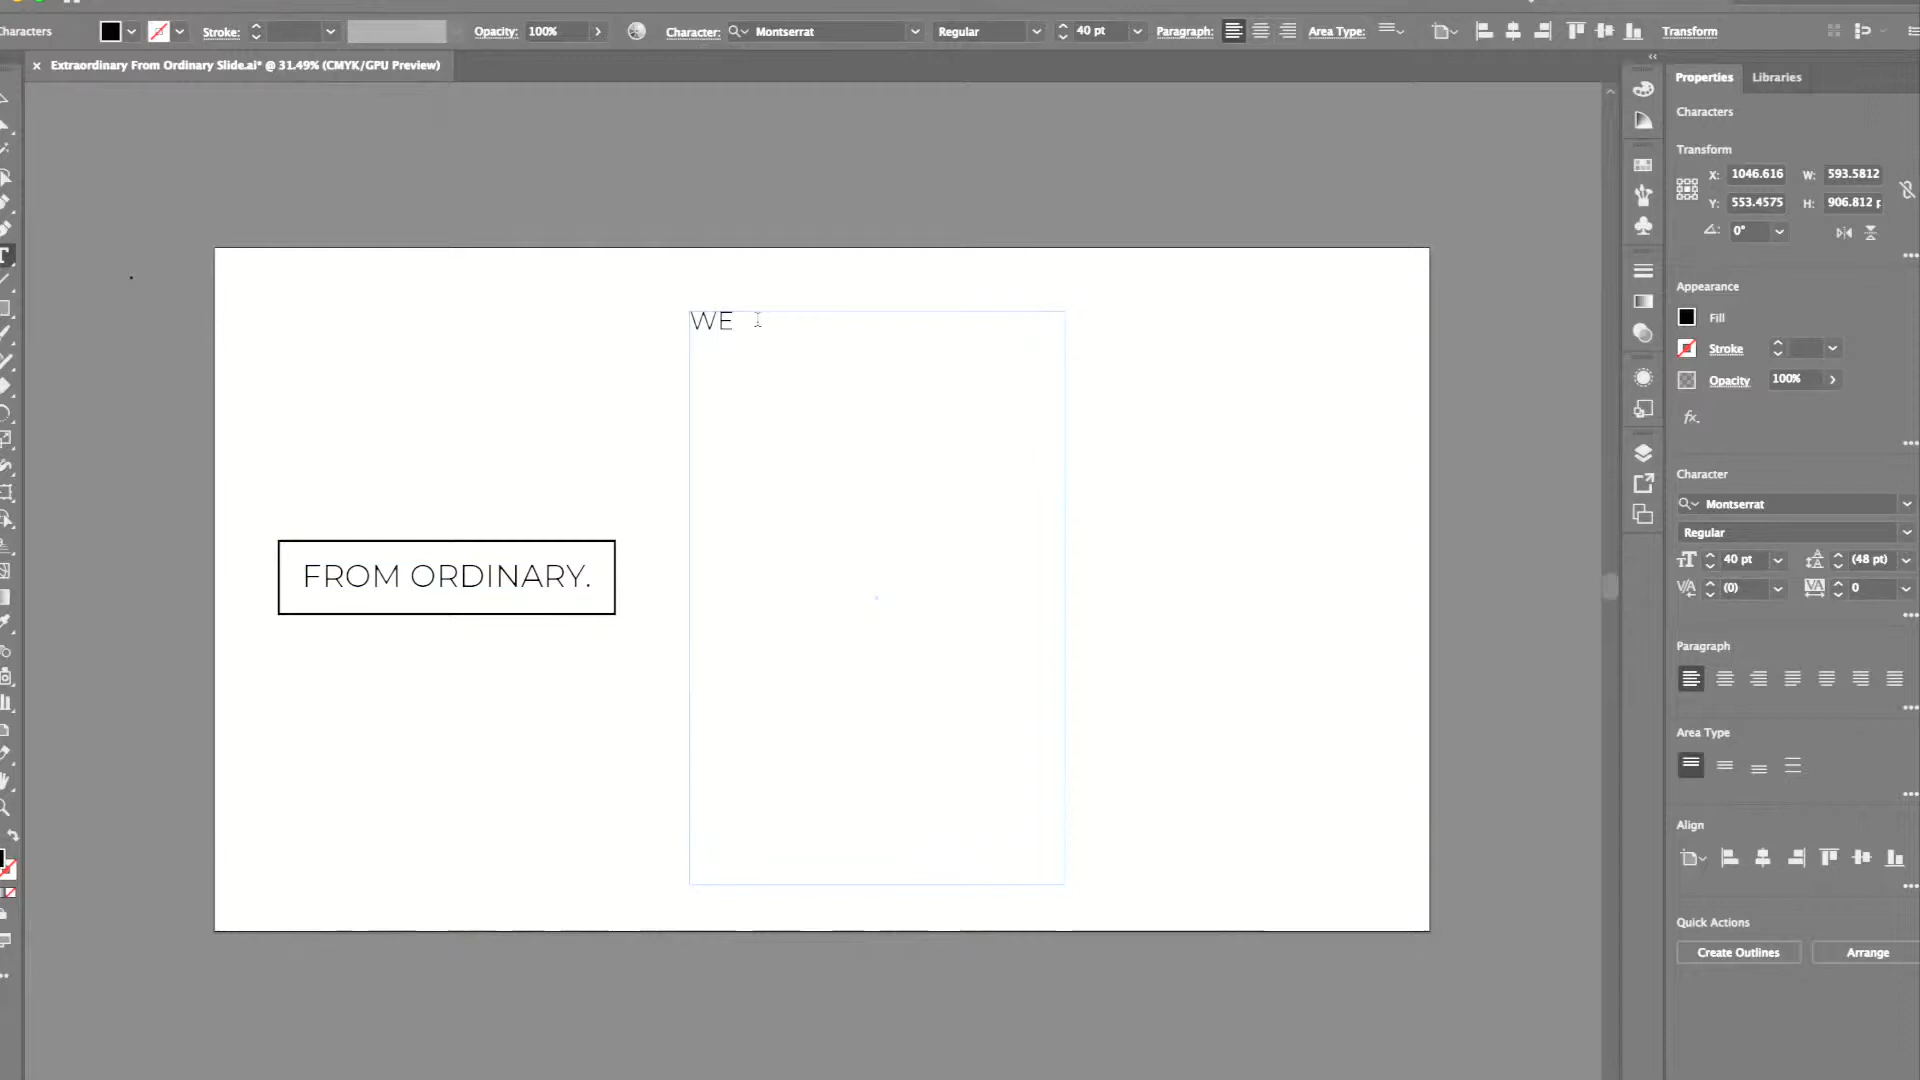 Characters
Stroke:
Opacity: 100%
Character: Montserrat
Regular
40 pt
Paragraph:
Area Type:
Transform
× Extraordinary From Ordinary Slide.ai* @ 31.49% (CMYK/GPU Preview)
WE
FROM ORDINARY.
Properties
Libraries
Characters
Transform
X: 1046.616 W: 593.5812
Y: 553.4575 H: 906.812 p
0°
Appearance
Fill
Stroke
Opacity 100%
fx.
Character
Montserrat
Regular
40 pt (48 pt)
(0) 0
Paragraph
Area Type
Align
Quick Actions
Create Outlines
Arrange